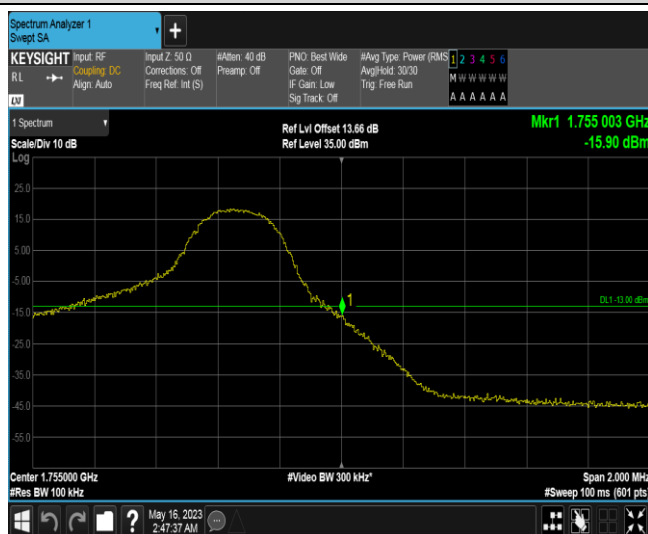 Spectrum Analyzer 1
Swept SA
KEYSIGHT
RL
Input: RF
Coupling: DC
Align: Auto
Input Z: 50 Ω
Corrections: Off
Freq Ref: Int (S)
#Atten: 40 dB
Preamp: Off
PNO: Best Wide
Gate: Off
IF Gain: Low
Sig Track: Off
#Avg Type: Power (RMS
Avg|Hold: 30/30
Trig: Free Run
1 2 3 4 5 6
M W W W W W
A A A A A A
LXI
1 Spectrum
Scale/Div 10 dB
Ref Lvl Offset 13.66 dB
Ref Level 35.00 dBm
Mkr1 1.755 003 GHz
-15.90 dBm
Log
25.0
15.0
5.00
-5.00
-15.0
-25.0
-35.0
-45.0
-55.0
1
DL1 -13.00 dBm
Center 1.755000 GHz
#Res BW 100 kHz
#Video BW 300 kHz*
Span 2.000 MHz
#Sweep 100 ms (601 pts)
May 16, 2023
2:47:37 AM